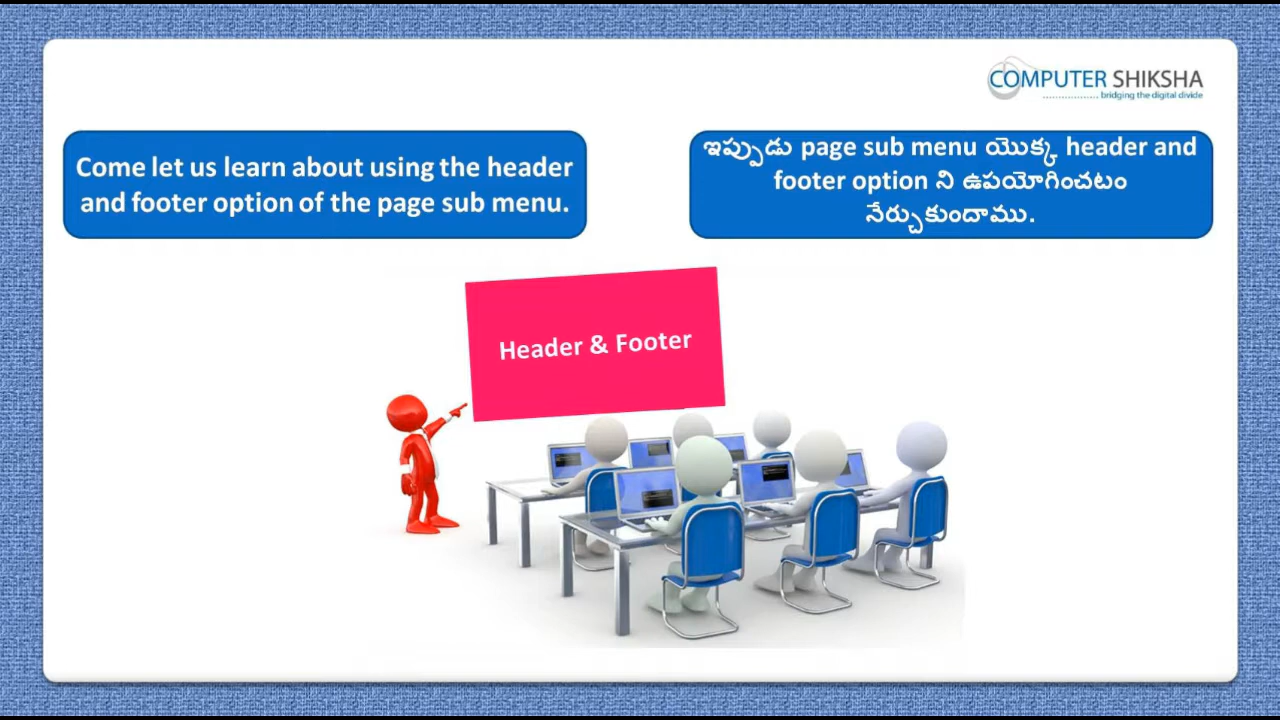 COMPUTER SHIKSHA
bridging the digital divide
Come let us learn about using the header
and footer option of the page sub menu.
ఇప్పుడు page sub menu యొక్క header and
footer option ని ఉపయోగించటం
నేర్చుకుందాము.
Header & Footer